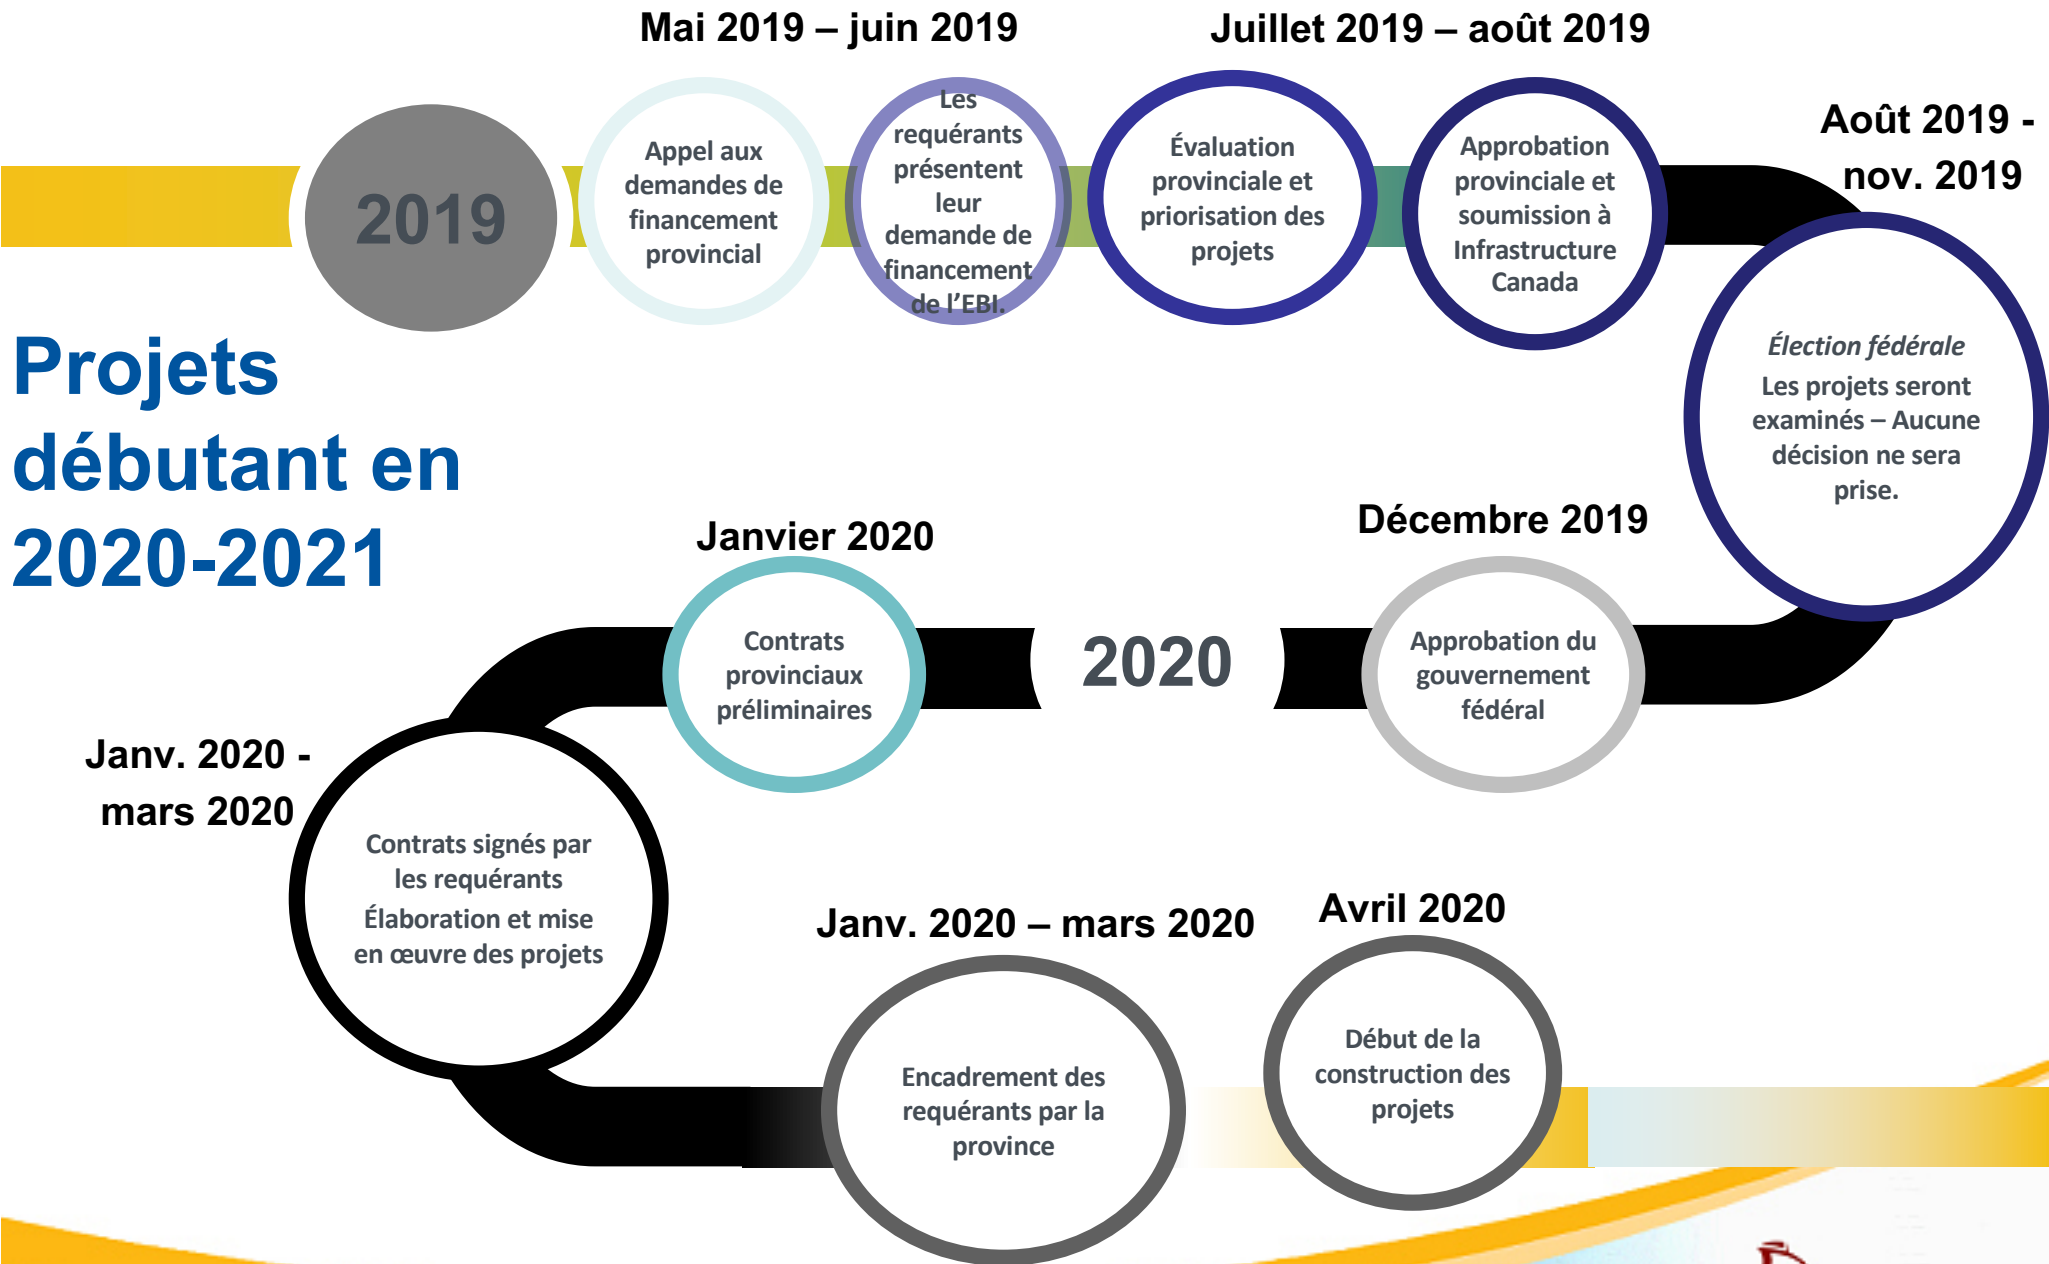 Mai 2019 – juin 2019
Juillet 2019 – août 2019
Août 2019 -
nov. 2019
2019
Appel aux
demandes de
financement
provincial
Les
requérants
présentent
leur
demande de
financement
de l’EBI.
Évaluation
provinciale et
priorisation des
projets
Approbation
provinciale et
soumission à
Infrastructure
Canada
Élection fédérale
Les projets seront
examinés – Aucune
décision ne sera
prise.
Projets
débutant en
2020-2021
Décembre 2019
Approbation du
gouvernement
fédéral
2020
Janvier 2020
Contrats
provinciaux
préliminaires
Janv. 2020 -
mars 2020
Contrats signés par
les requérants
Élaboration et mise
en œuvre des projets
Janv. 2020 – mars 2020
Encadrement des
requérants par la
province
Avril 2020
Début de la
construction des
projets